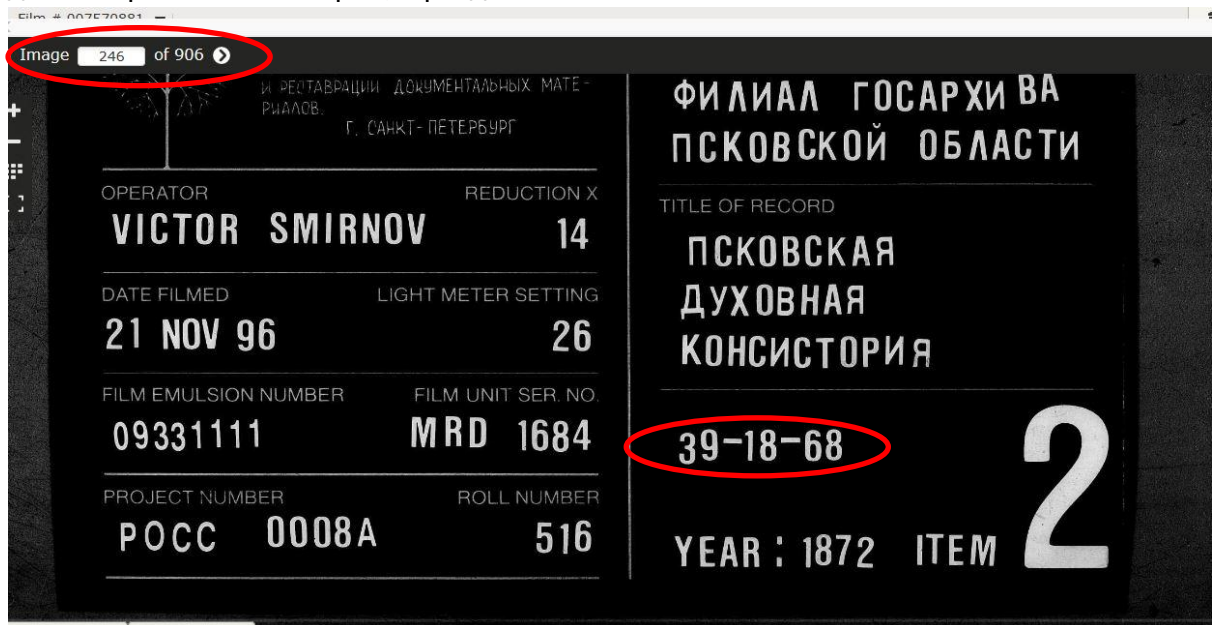 Film # 007570881
Image 246 of 906
И РЕСТАВРАЦИИ ДОКУМЕНТАЛЬНЫХ МАТЕ-
РИАЛОВ.
Г. САНКТ-ПЕТЕРБУРГ
OPERATOR REDUCTION X
VICTOR SMIRNOV 14
DATE FILMED LIGHT METER SETTING
21 NOV 96 26
FILM EMULSION NUMBER FILM UNIT SER. NO.
09331111 MRD 1684
PROJECT NUMBER ROLL NUMBER
РОСС 0008A 516
ФИЛИАЛ ГОСАРХИВА
ПСКОВСКОЙ ОБЛАСТИ
TITLE OF RECORD
ПСКОВСКАЯ
ДУХОВНАЯ
КОНСИСТОРИЯ
39-18-68
YEAR : 1872 ITEM 2